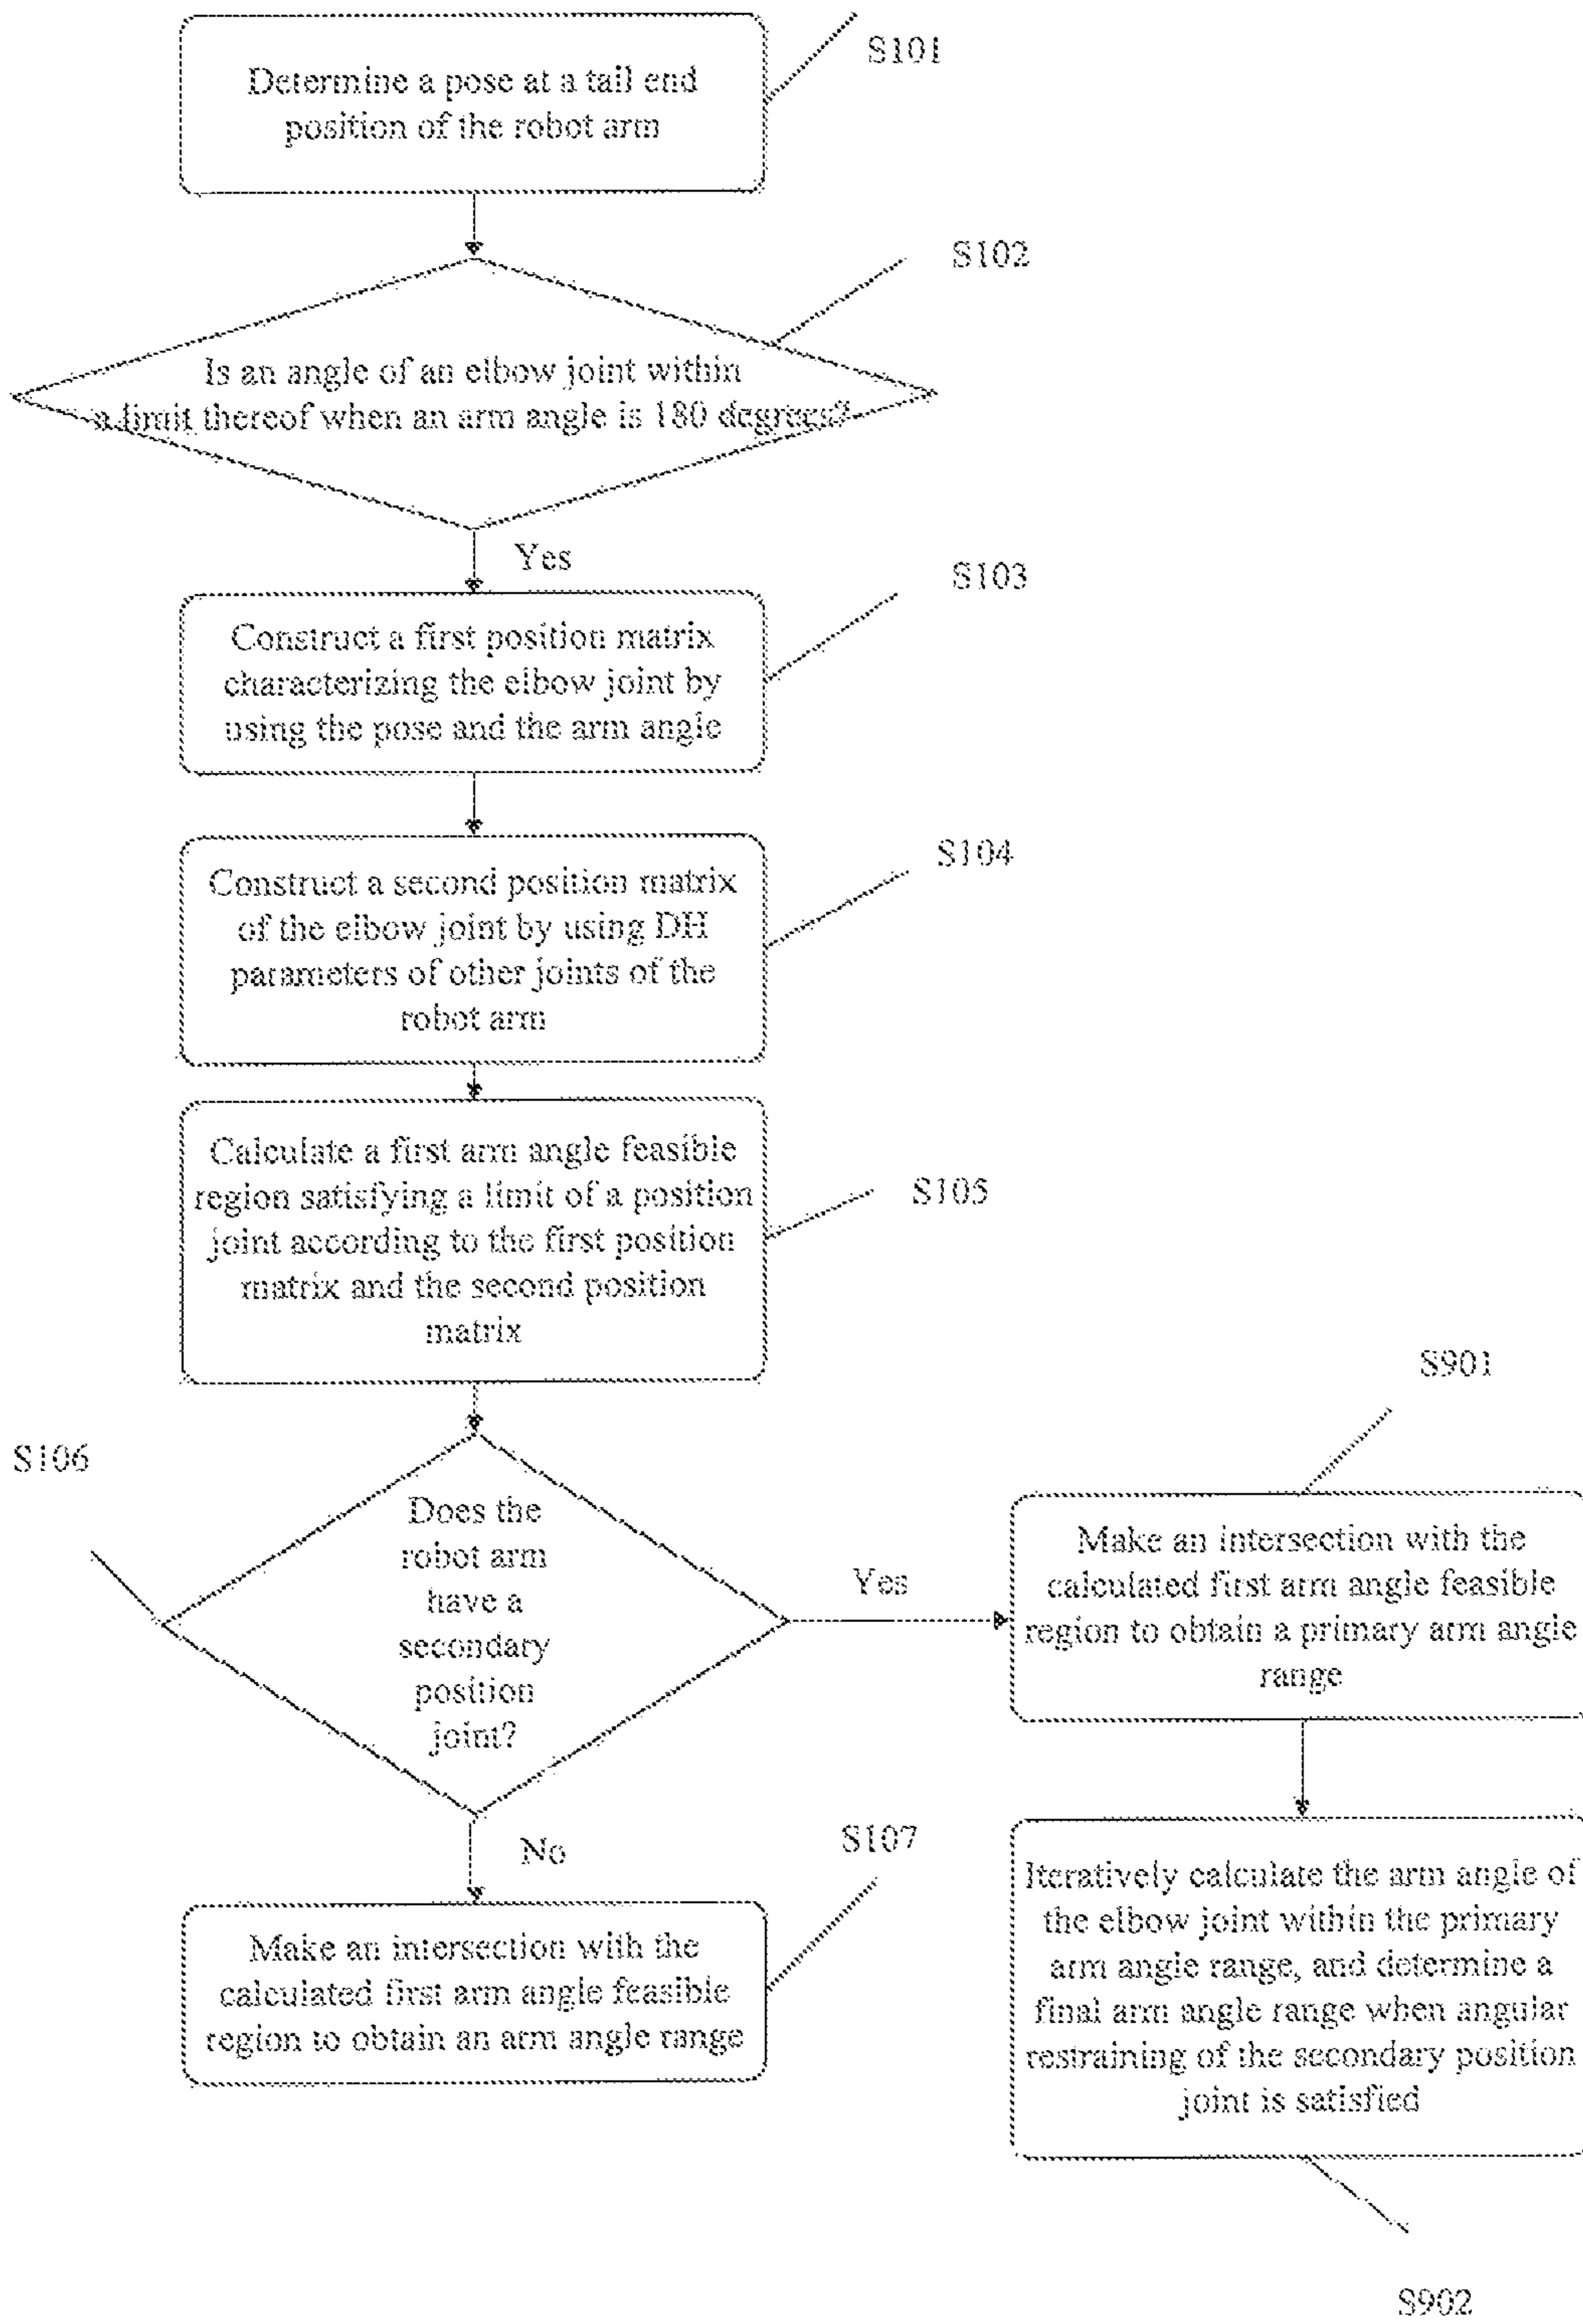 S101
Determine a pose at a tail end
position of the robot arm
S102
Is an angle of an elbow joint within
a limit thereof when an arm angle is 180 degrees?
Yes
S103
Construct a first position matrix
characterizing the elbow joint by
using the pose and the arm angle
S104
Construct a second position matrix
of the elbow joint by using DH
parameters of other joints of the
robot arm
Calculate a first arm angle feasible
region satisfying a limit of a position
joint according to the first position
matrix and the second position
matrix
S105
S106
Does the
robot arm
have a
secondary
position
joint?
Yes
S901
Make an intersection with the
calculated first arm angle feasible
region to obtain a primary arm angle
range
No
S107
Make an intersection with the
calculated first arm angle feasible
region to obtain an arm angle range
Iteratively calculate the arm angle of
the elbow joint within the primary
arm angle range, and determine a
final arm angle range when angular
restraining of the secondary position
joint is satisfied
S902